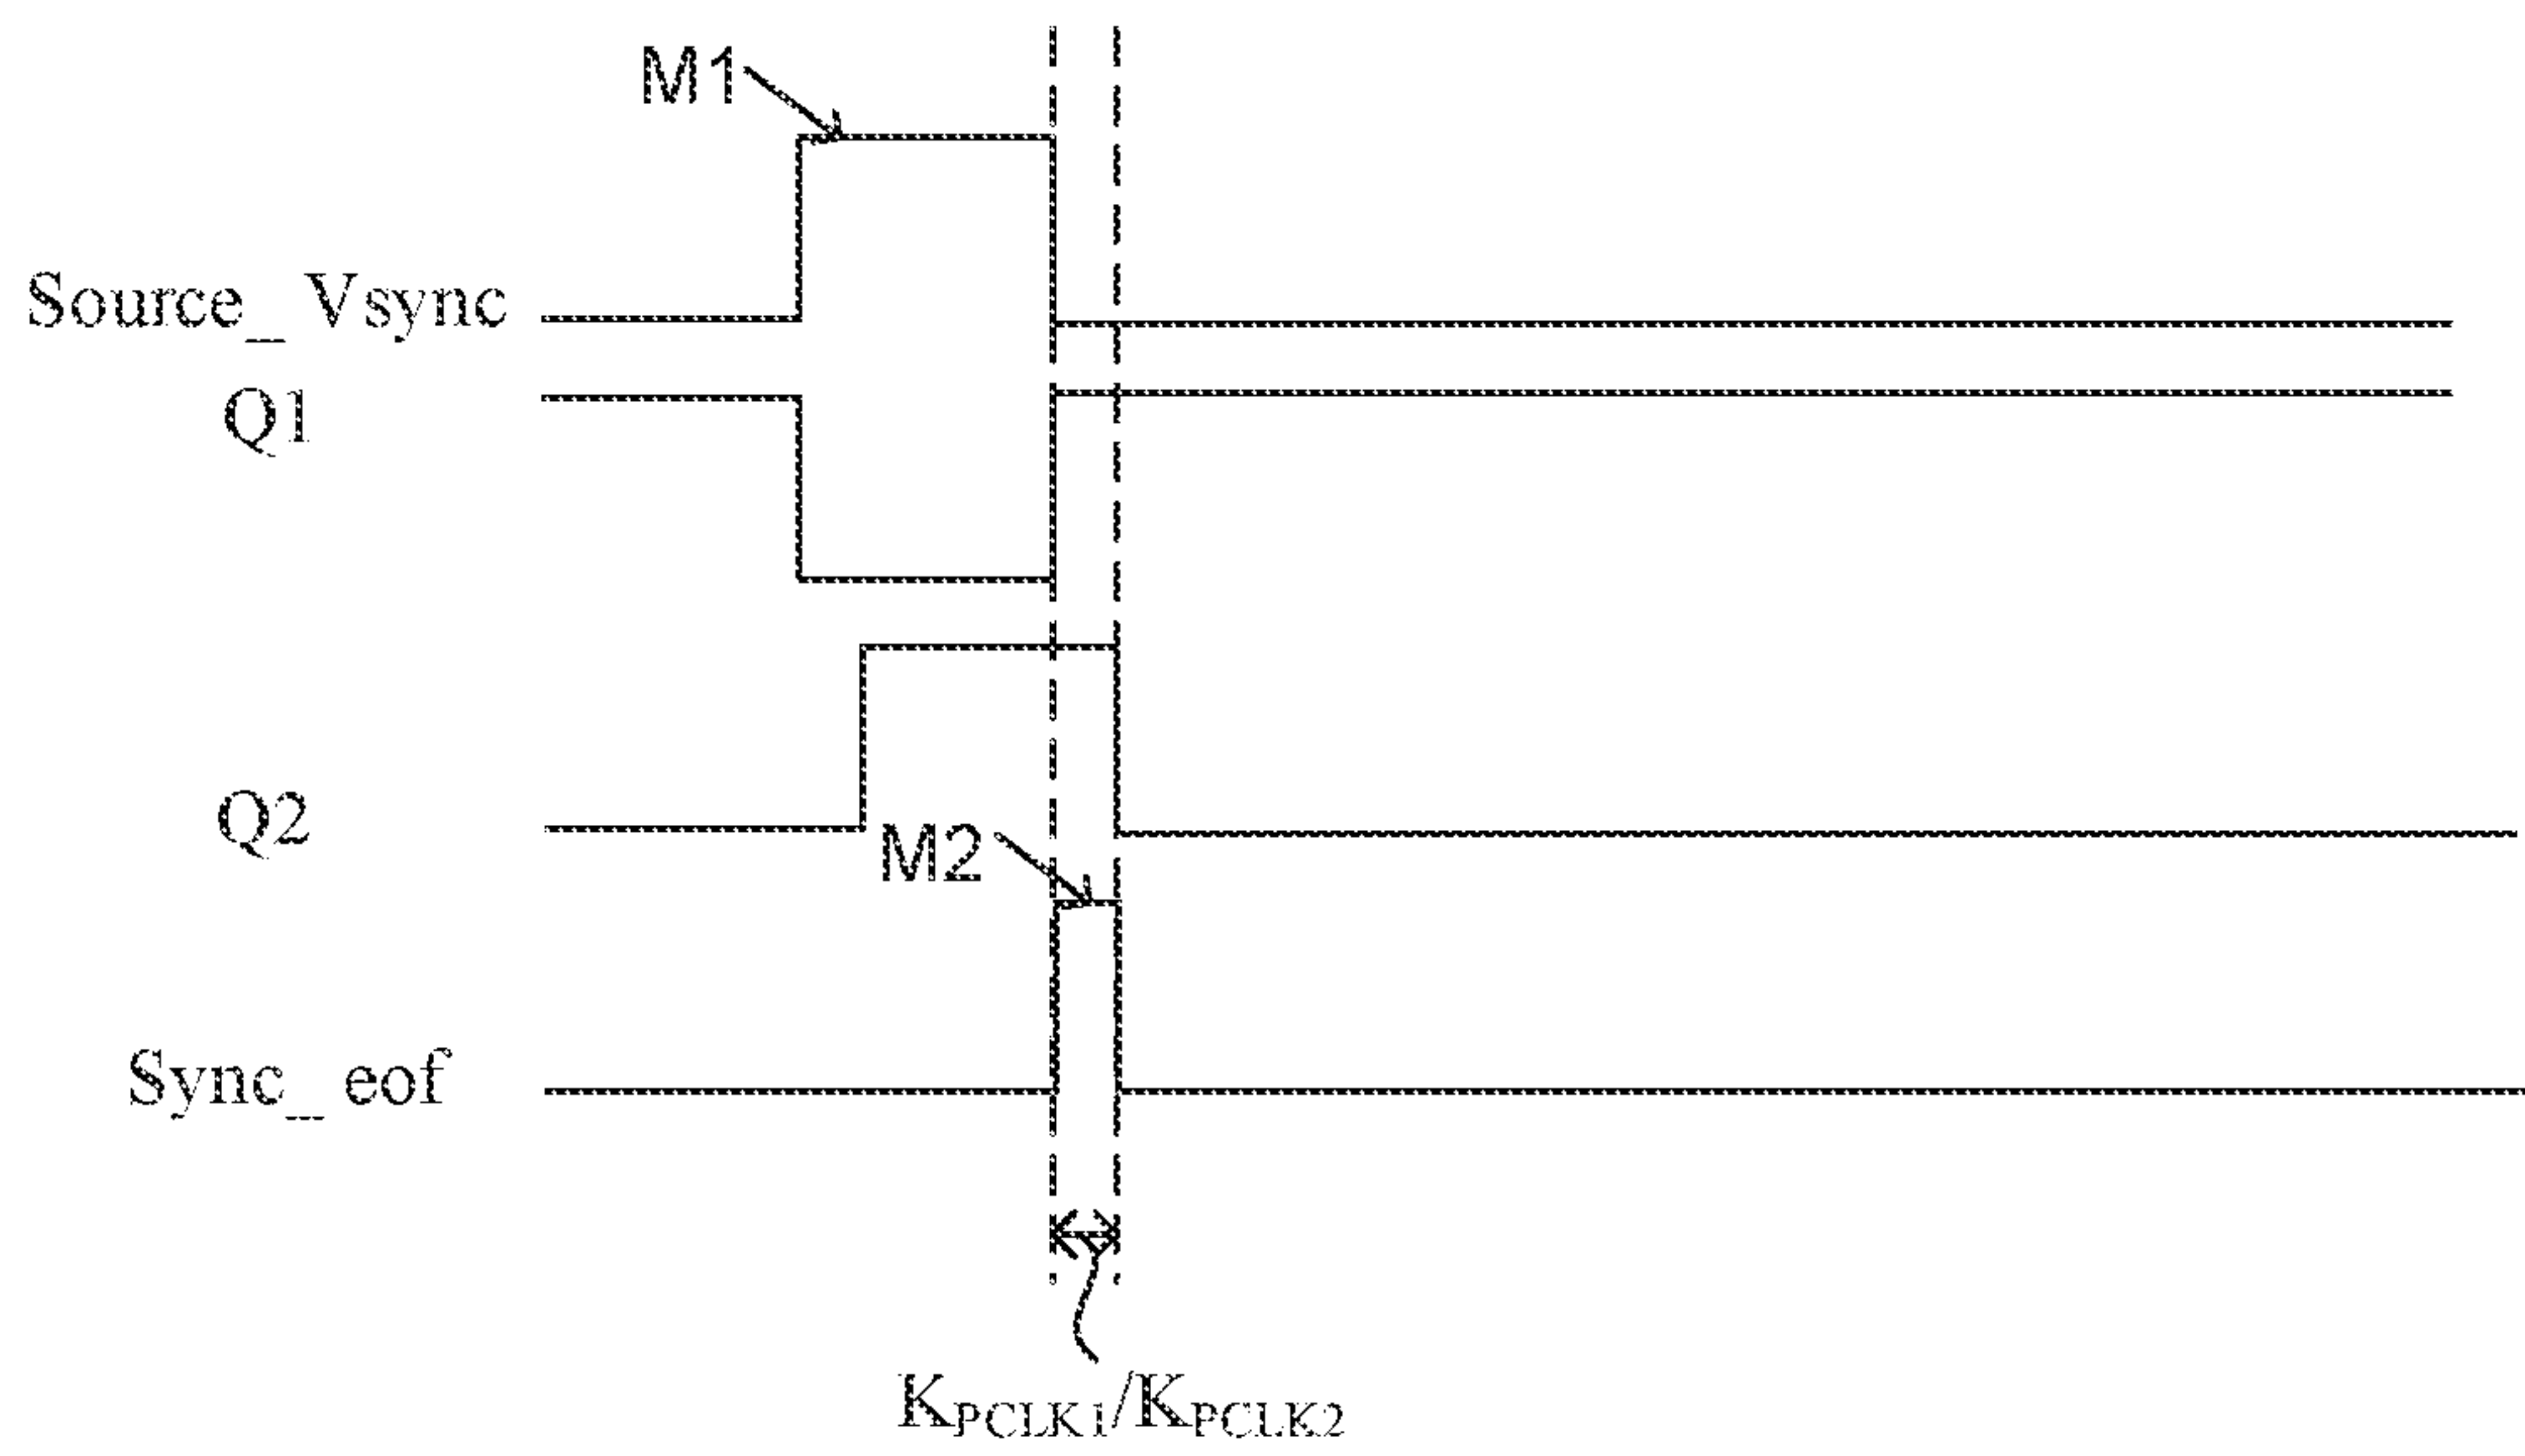 M1
Source_ Vsync
Q1
Q2
M2
Sync_ eof
KPCLK1/KPCLK2